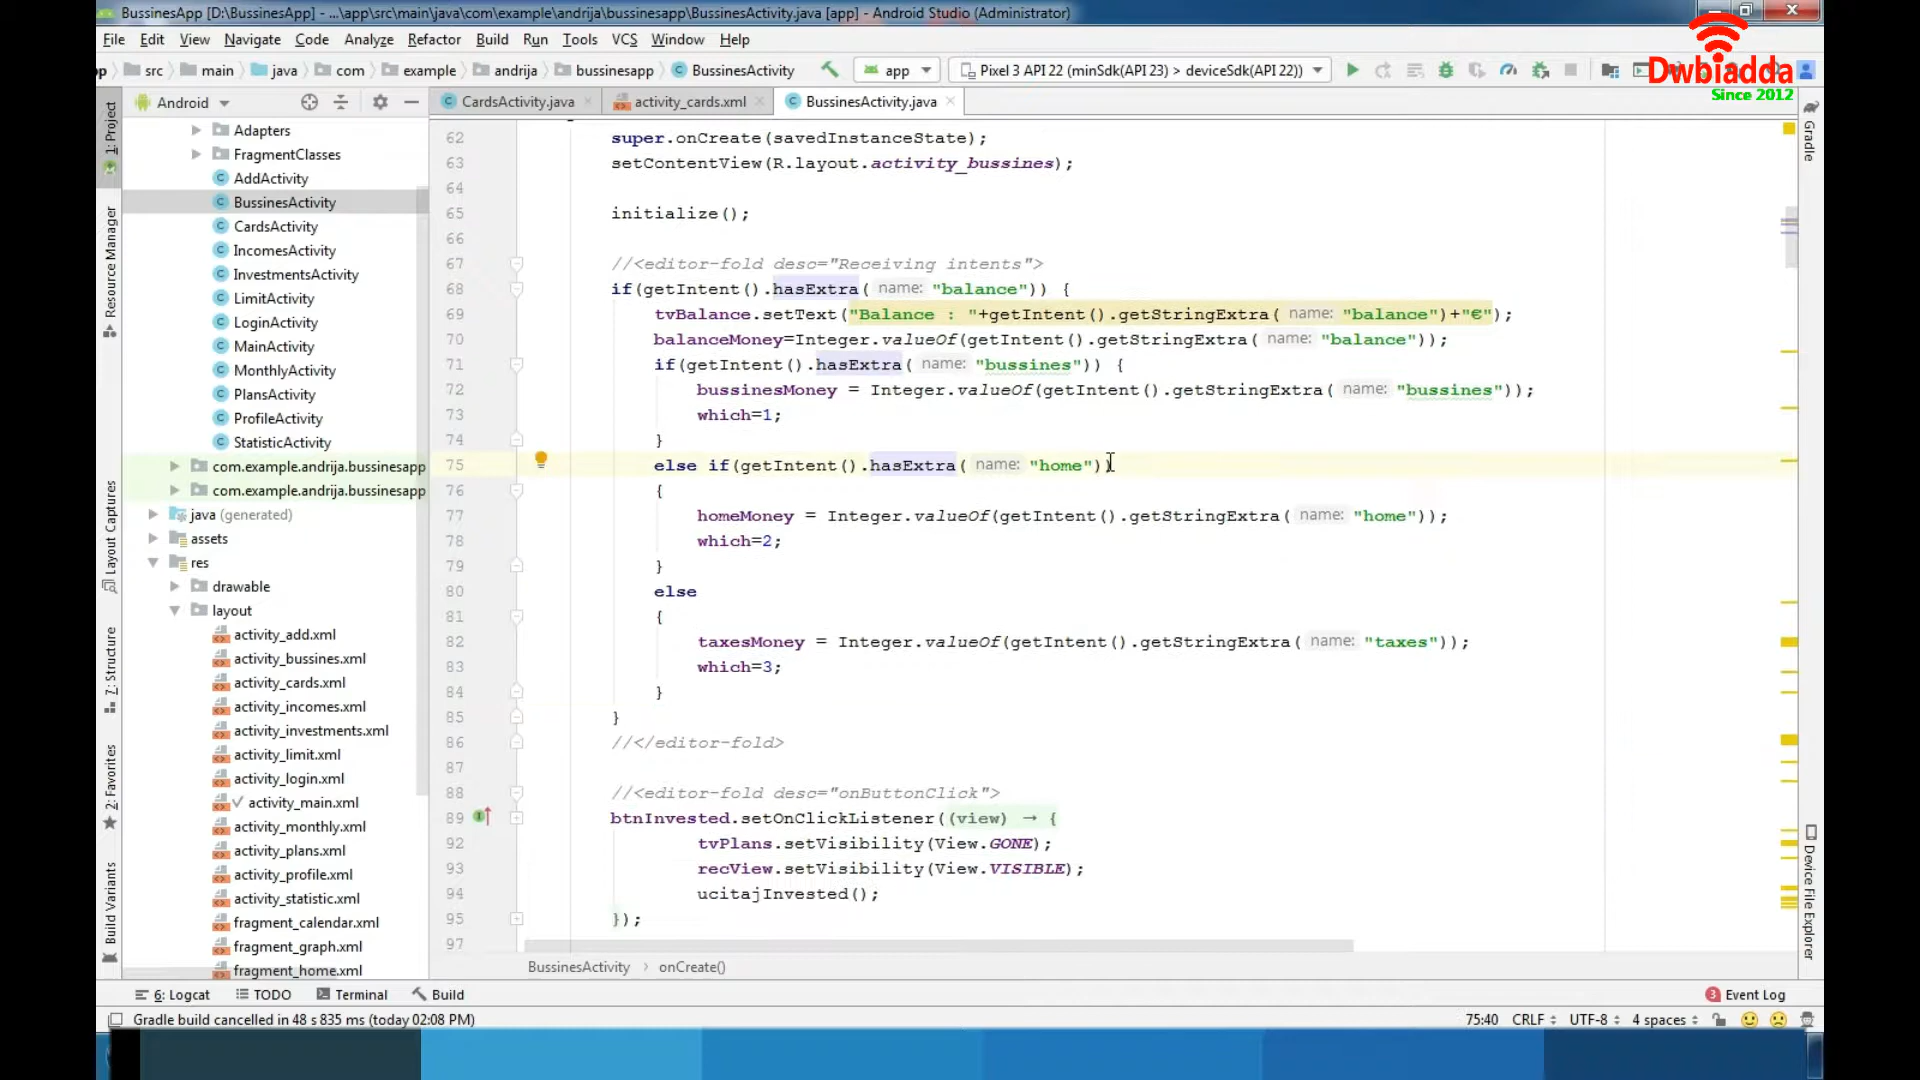 BussinesApp [D:\BussinesApp] - ...\app\src\main\java\com\example\andrija\bussinesapp\BussinesActivity.java [app] - Android Studio (Administrator)
File Edit View Navigate Code Analyze Refactor Build Run Tools VCS Window Help
p src main java com example andrija bussinesapp BussinesActivity app Pixel 3 API 22 (minSdk(API 23) > deviceSdk(API 22))
Dwbiadda
Since 2012
Android CardsActivity.java activity_cards.xml BussinesActivity.java
1: Project
Resource Manager
Layout Captures
7: Structure
2: Favorites
Build Variants
Adapters
FragmentClasses
AddActivity
BussinesActivity
CardsActivity
IncomesActivity
InvestmentsActivity
LimitActivity
LoginActivity
MainActivity
MonthlyActivity
PlansActivity
ProfileActivity
StatisticActivity
com.example.andrija.bussinesapp
com.example.andrija.bussinesapp
java (generated)
assets
res
drawable
layout
activity_add.xml
activity_bussines.xml
activity_cards.xml
activity_incomes.xml
activity_investments.xml
activity_limit.xml
activity_login.xml
activity_main.xml
activity_monthly.xml
activity_plans.xml
activity_profile.xml
activity_statistic.xml
fragment_calendar.xml
fragment_graph.xml
fragment_home.xml
62 super.onCreate(savedInstanceState);
63 setContentView(R.layout.activity_bussines);
64
65 initialize();
66
67 //<editor-fold desc="Receiving intents">
68 if(getIntent().hasExtra( name: "balance")) {
69 tvBalance.setText("Balance : "+getIntent().getStringExtra( name: "balance")+"€");
70 balanceMoney=Integer.valueOf(getIntent().getStringExtra( name: "balance"));
71 if(getIntent().hasExtra( name: "bussines")) {
72 bussinesMoney = Integer.valueOf(getIntent().getStringExtra( name: "bussines"));
73 which=1;
74 }
75 else if(getIntent().hasExtra( name: "home"))
76 {
77 homeMoney = Integer.valueOf(getIntent().getStringExtra( name: "home"));
78 which=2;
79 }
80 else
81 {
82 taxesMoney = Integer.valueOf(getIntent().getStringExtra( name: "taxes"));
83 which=3;
84 }
85 }
86 //</editor-fold>
87
88 //<editor-fold desc="onButtonClick">
89 btnInvested.setOnClickListener((view) → {
92 tvPlans.setVisibility(View.GONE);
93 recView.setVisibility(View.VISIBLE);
94 ucitajInvested();
95 });
97
BussinesActivity › onCreate()
Gradle
Device File Explorer
6: Logcat TODO Terminal Build 3 Event Log
Gradle build cancelled in 48 s 835 ms (today 02:08 PM) 75:40 CRLF UTF-8 4 spaces